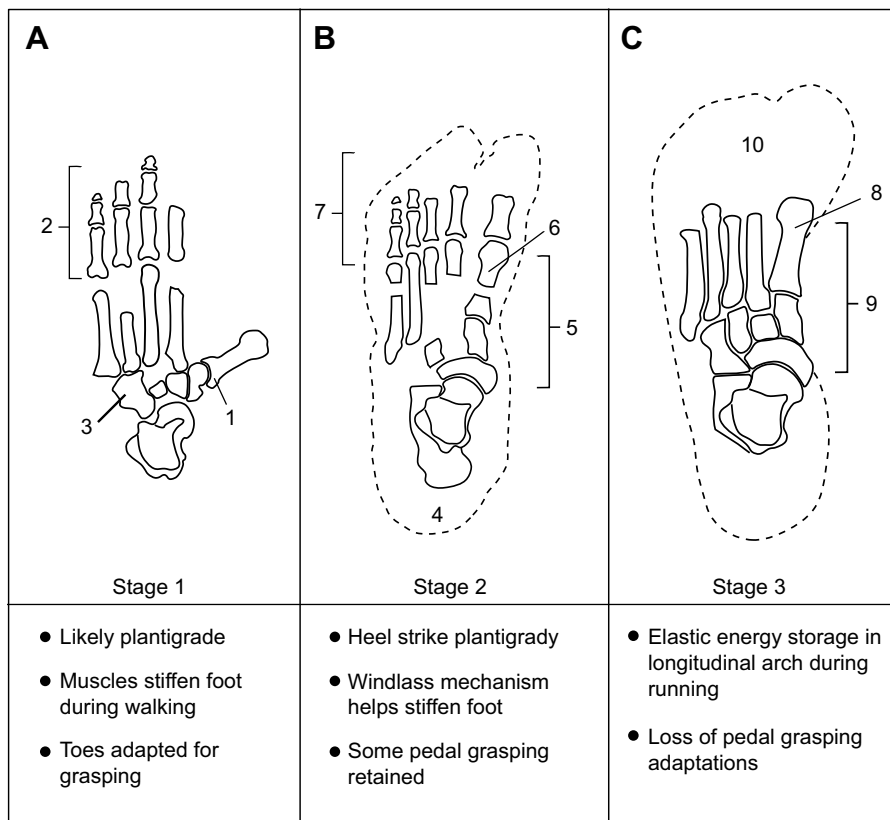 A
2
3
1
Stage 1
● Likely plantigrade
● Muscles stiffen foot
during walking
● Toes adapted for
grasping
B
7
6
5
4
Stage 2
● Heel strike plantigrady
● Windlass mechanism
helps stiffen foot
● Some pedal grasping
retained
C
10
8
9
Stage 3
● Elastic energy storage in
longitudinal arch during
running
● Loss of pedal grasping
adaptations